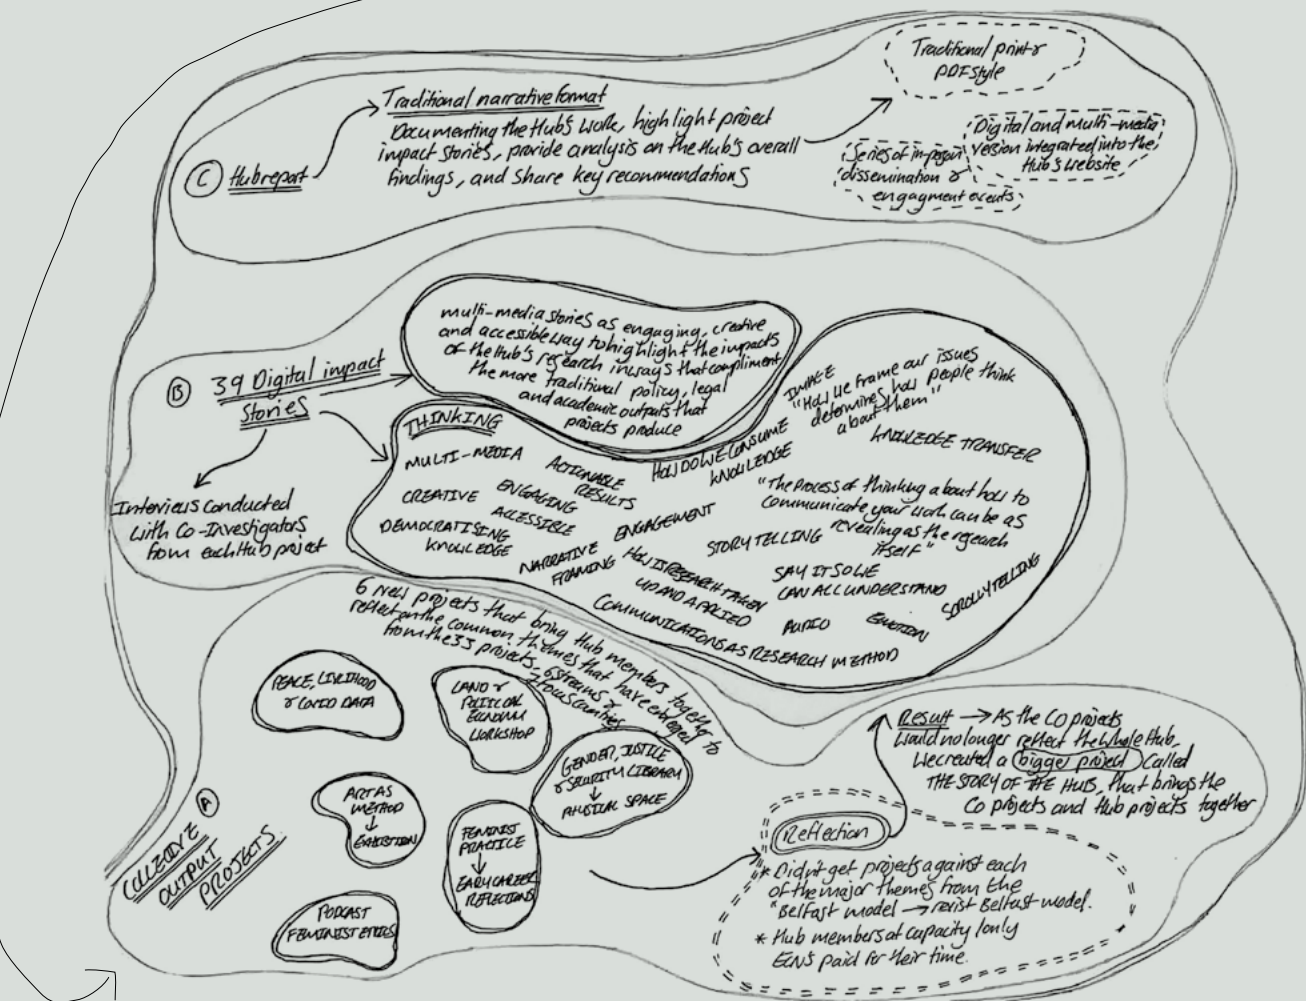 Traditional print &
PDF style
Traditional narrative format
Documenting the Hub's work, highlight project
impact stories, provide analysis on the Hub's overall
findings, and share key recommendations
Digital and multi-media
version integrated into the
Hub's website
Series of in-person
dissemination &
engagment events
C Hub report
multi-media stories as engaging, creative
and accessible way to highlight the impacts
of the Hub's research in ways that compliment
the more traditional policy, legal
and academic outputs that
projects produce
B 39 Digital impact
Stories
Interviews conducted
with Co-Investigators
from each Hub project
THINKING
MULTI-MEDIA
ACTIONABLE
RESULTS
HOW DO WE CONSUME
KNOWLEDGE
IMAGE
"How we frame our issues
determines how people think
about them"
KNOWLEDGE TRANSFER
CREATIVE
ENGAGING
ACCESSIBLE
DEMOCRATISING
KNOWLEDGE
ENGAGEMENT
"The process of thinking about how to
communicate your work can be as
revealing as the research
itself"
STORYTELLING
NARRATIVE
FRAMING
HOW IS RESEARCH TAKEN
UP AND APPLIED
SAY IT SO WE
CAN ALL UNDERSTAND
SCROLLYTELLING
AUDIO
EMOTION
COMMUNICATIONS AS RESEARCH METHOD
6 new projects that bring Hub members together to
reflect on the common themes that have emerged
from the 33 projects, 6 streams &
7 focus countries
PEACE, LIVLIHOOD
& COVID DATA
LAND &
POLITICAL
ECONOMY
WORKSHOP
GENDER, JUSTICE
& SECURITY LIBRARY
↓
PHYSICAL SPACE
ART AS
METHOD
↓
EXHIBITION
FEMINIST
PRACTICE
↓
EARLY CAREER
REFLECTIONS
PODCAST
FEMINIST ETHICS
A
COLLECTIVE
OUTPUT
PROJECTS
Result → As the CO projects
would no longer reflect the whole Hub,
we created a bigger project called
THE STORY OF THE HUB, that brings the
CO projects and Hub projects together
Reflection
* Didn't get projects against each
of the major themes from the
"Belfast model → revisit Belfast model.
* Hub members at capacity / only
ECN's paid for their time.